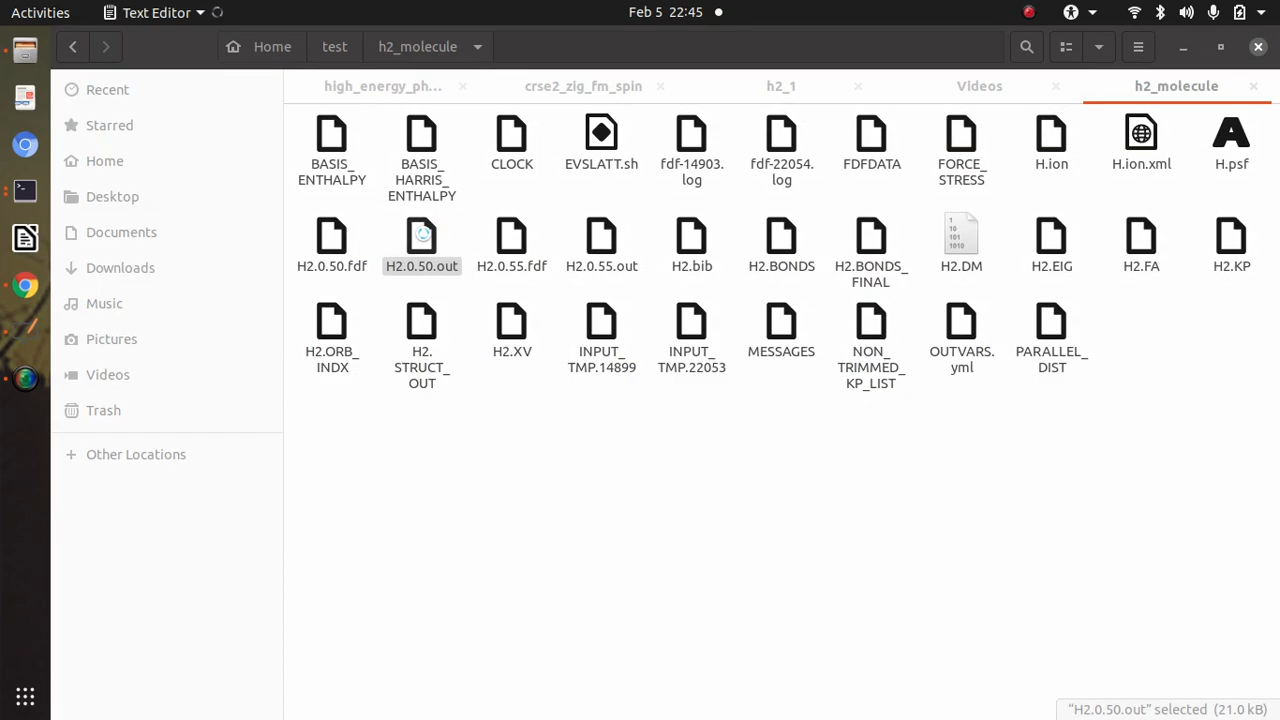 Activities
Text Editor
Feb 5 22:45
Home
test
h2_molecule
Recent
Starred
Home
Desktop
Documents
Downloads
Music
Pictures
Videos
Trash
Other Locations
high_energy_ph...
crse2_zig_fm_spin
h2_1
Videos
h2_molecule
BASIS_
ENTHALPY
BASIS_
HARRIS_
ENTHALPY
CLOCK
EVSLATT.sh
fdf-14903.
log
fdf-22054.
log
FDFDATA
FORCE_
STRESS
H.ion
H.ion.xml
H.psf
H2.0.50.fdf
H2.0.50.out
H2.0.55.fdf
H2.0.55.out
H2.bib
H2.BONDS
H2.BONDS_
FINAL
1
10
101
1010
H2.DM
H2.EIG
H2.FA
H2.KP
H2.ORB_
INDX
H2.
STRUCT_
OUT
H2.XV
INPUT_
TMP.14899
INPUT_
TMP.22053
MESSAGES
NON_
TRIMMED_
KP_LIST
OUTVARS.
yml
PARALLEL_
DIST
“H2.0.50.out” selected (21.0 kB)